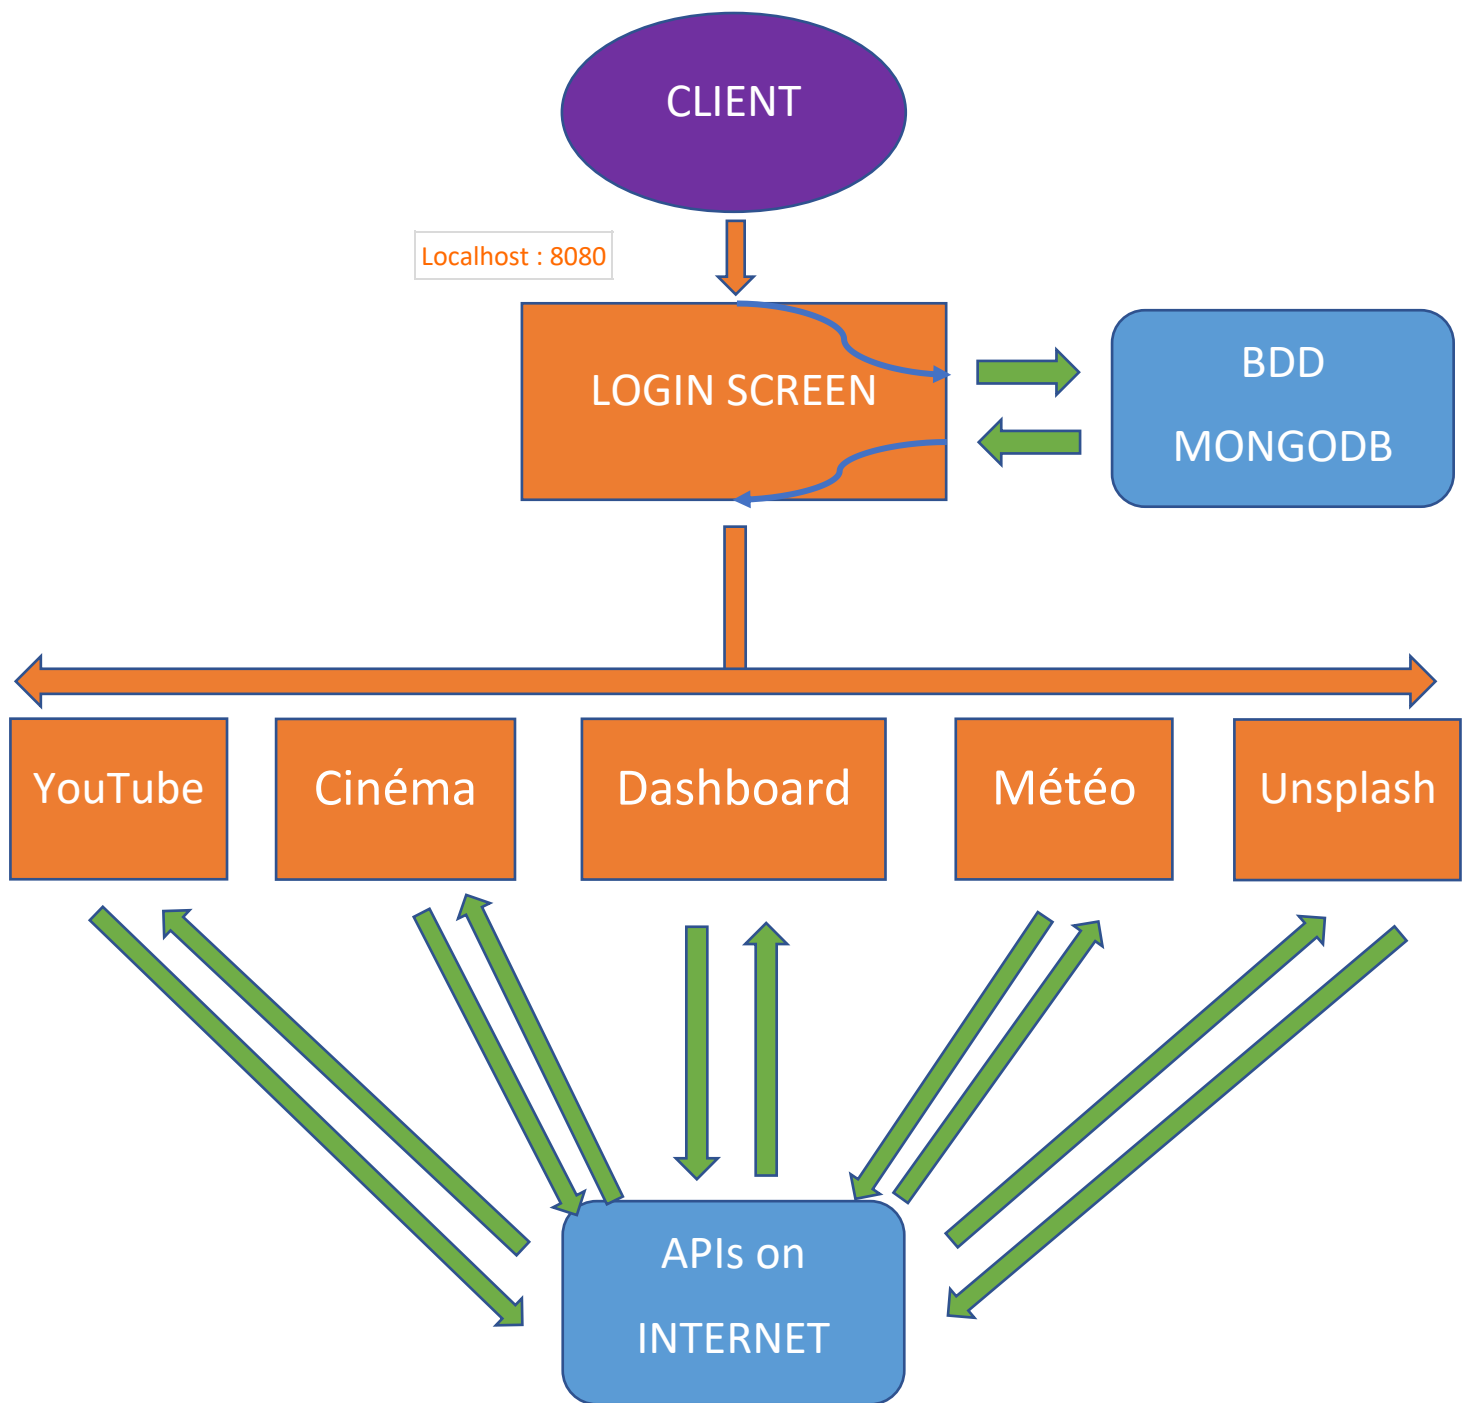 CLIENT
Localhost : 8080
LOGIN SCREEN
BDD
MONGODB
YouTube
Cinéma
Dashboard
Météo
Unsplash
APIs on
INTERNET